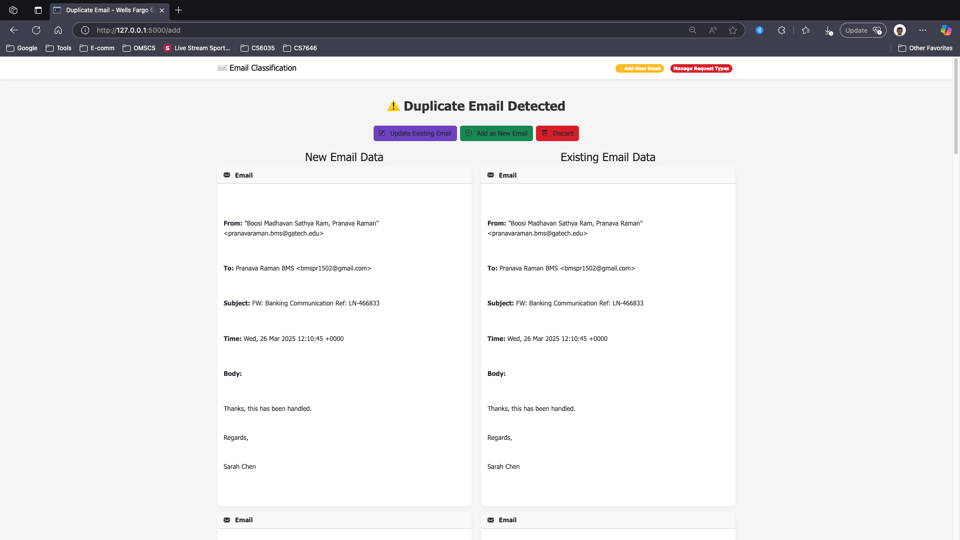 Duplicate Email - Wells Fargo E
http://127.0.0.1:5000/add
Update
Google
Tools
E-comm
OMSCS
S Live Stream Sport...
CS6035
CS7646
Other Favorites
Email Classification
Add New Email
Manage Request Types
Duplicate Email Detected
Update Existing Email
Add as New Email
Discard
New Email Data
Email
From: "Boosi Madhavan Sathya Ram, Pranava Raman"
<pranavaraman.bms@gatech.edu>
To: Pranava Raman BMS <bmspr1502@gmail.com>
Subject: FW: Banking Communication Ref: LN-466833
Time: Wed, 26 Mar 2025 12:10:45 +0000
Body:
Thanks, this has been handled.
Regards,
Sarah Chen
Email
Existing Email Data
Email
From: "Boosi Madhavan Sathya Ram, Pranava Raman"
<pranavaraman.bms@gatech.edu>
To: Pranava Raman BMS <bmspr1502@gmail.com>
Subject: FW: Banking Communication Ref: LN-466833
Time: Wed, 26 Mar 2025 12:10:45 +0000
Body:
Thanks, this has been handled.
Regards,
Sarah Chen
Email